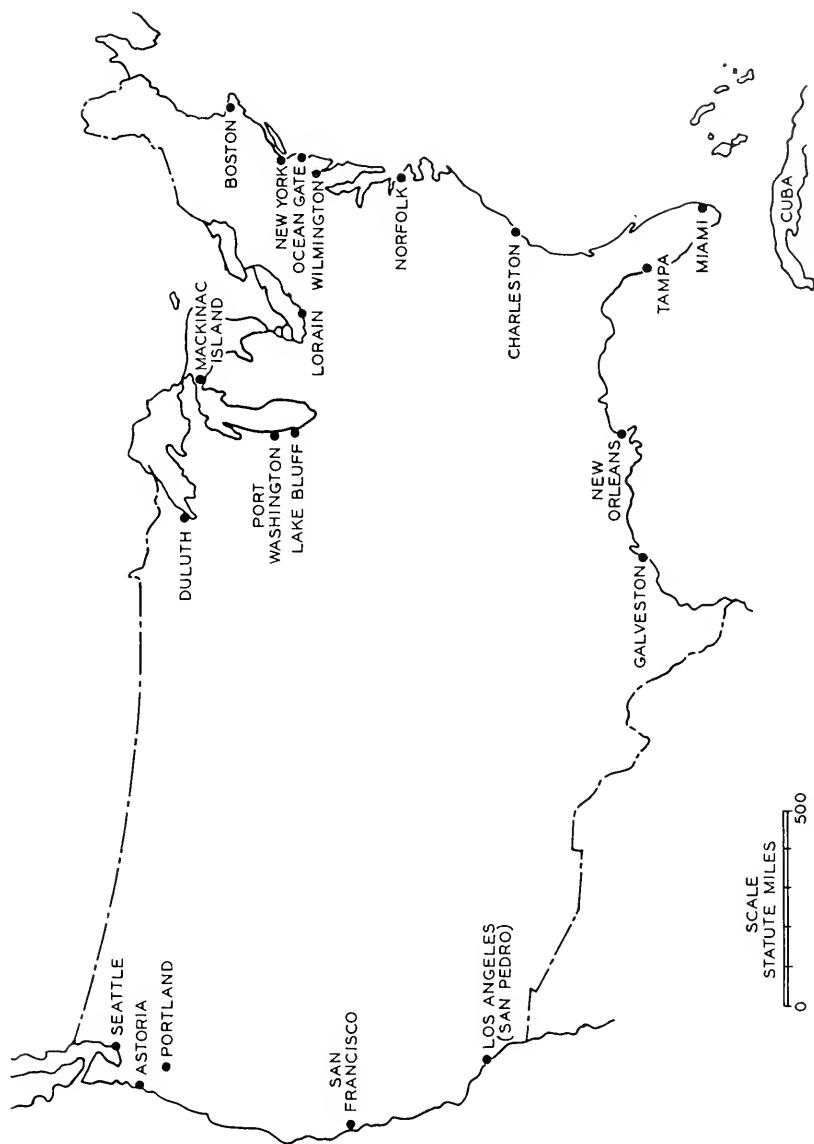 SEATTLE
ASTORIA
PORTLAND
SAN
FRANCISCO
LOS ANGELES
(SAN PEDRO)
DULUTH
PORT
WASHINGTON
LAKE BLUFF
MACKINAC
ISLAND
LORAIN
BOSTON
NEW YORK
OCEAN GATE
WILMINGTON
NORFOLK
CHARLESTON
MIAMI
TAMPA
NEW
ORLEANS
GALVESTON
CUBA
SCALE
STATUTE MILES
0 500